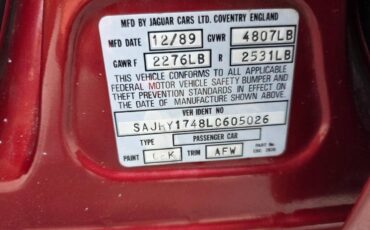 MFD BY JAGUAR CARS LTD. COVENTRY ENGLAND
MFD DATE 12/89 GVWR 4807LB
GAWR F 2276LB R 2531LB
THIS VEHICLE CONFORMS TO ALL APPLICABLE
FEDERAL MOTOR VEHICLE SAFETY BUMPER AND
THEFT PREVENTION STANDARDS IN EFFECT ON
THE DATE OF MANUFACTURE SHOWN ABOVE.
VEH IDENT NO
SAJHY1748LC605026
TYPE PASSENGER CAR
PAINT TRIM AFW
PART No.